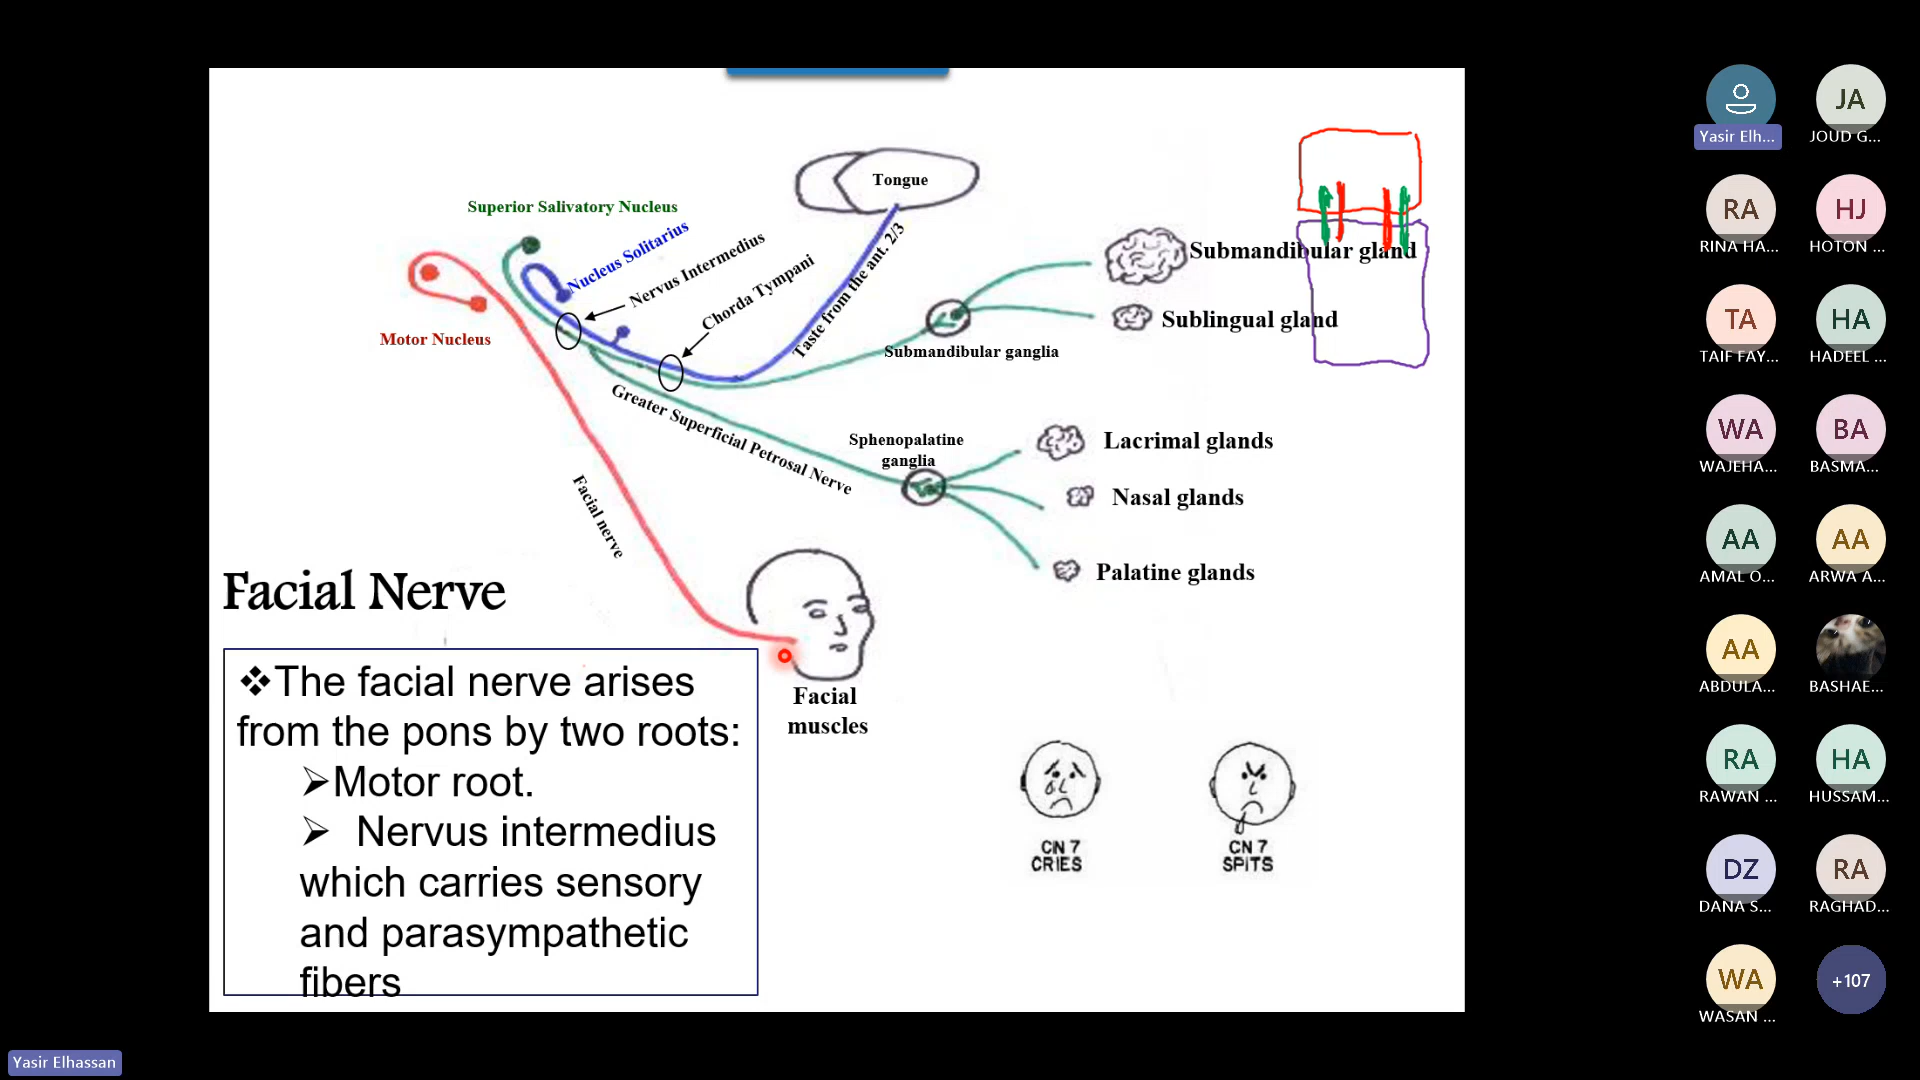 Tongue
Superior Salivatory Nucleus
Nucleus Solitarius
Nervus Intermedius
Chorda Tympani
Taste from the ant. 2/3
Submandibular gland
Sublingual gland
Motor Nucleus
Submandibular ganglia
Greater Superficial Petrosal Nerve
Sphenopalatine
ganglia
Lacrimal glands
Nasal glands
Palatine glands
Facial nerve
Facial Nerve
❖The facial nerve arises
from the pons by two roots:
➢Motor root.
➢ Nervus intermedius
which carries sensory
and parasympathetic
fibers
Facial
muscles
CN 7
CRIES
CN 7
SPITS
Yasir Elh...
JA
JOUD G...
RA
RINA HA...
HJ
HOTON ...
TA
TAIF FAY...
HA
HADEEL ...
WA
WAJEHA...
BA
BASMA...
AA
AMAL O...
AA
ARWA A...
AA
ABDULA...
BASHAE...
RA
RAWAN ...
HA
HUSSAM...
DZ
DANA S...
RA
RAGHAD...
WA
WASAN ...
+107
Yasir Elhassan